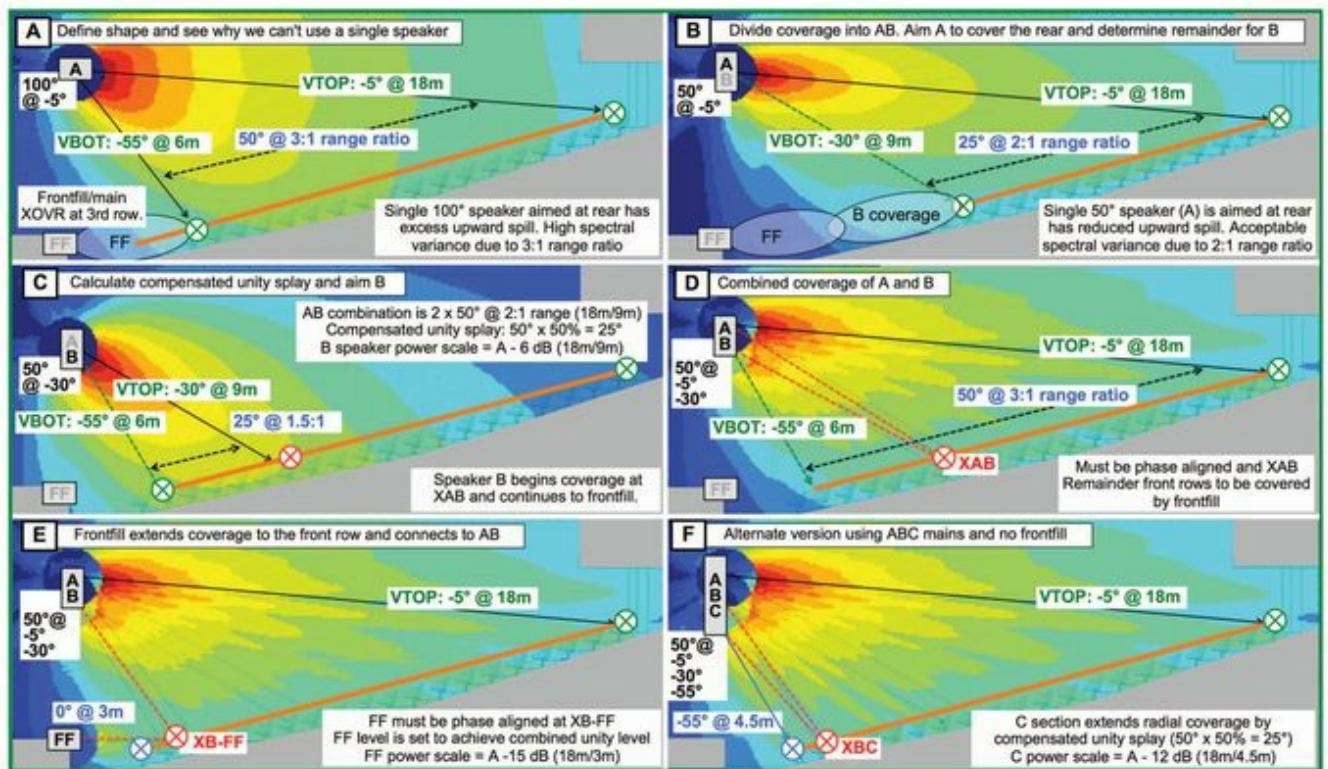 A
Define shape and see why we can't use a single speaker
A
100°
@ -5°
VTOP: -5° @ 18m
VBOT: -55° @ 6m
50° @ 3:1 range ratio
Frontfill/main
XOVR at 3rd row.
FF
FF
Single 100° speaker aimed at rear has
excess upward spill. High spectral
variance due to 3:1 range ratio
B
Divide coverage into AB. Aim A to cover the rear and determine remainder for B
A
B
50°
@ -5°
VTOP: -5° @ 18m
VBOT: -30° @ 9m
25° @ 2:1 range ratio
B coverage
FF
FF
Single 50° speaker (A) is aimed at rear
has reduced upward spill. Acceptable
spectral variance due to 2:1 range ratio
C
Calculate compensated unity splay and aim B
AB combination is 2 x 50° @ 2:1 range (18m/9m)
Compensated unity splay: 50° x 50% = 25°
B speaker power scale = A - 6 dB (18m/9m)
A
B
50°
@ -30°
VTOP: -30° @ 9m
VBOT: -55° @ 6m
25° @ 1.5:1
FF
Speaker B begins coverage at
XAB and continues to frontfill.
D
Combined coverage of A and B
A
B
50°@
-5°
-30°
VTOP: -5° @ 18m
50° @ 3:1 range ratio
VBOT: -55° @ 6m
XAB
FF
Must be phase aligned and XAB
Remainder front rows to be covered
by frontfill
E
Frontfill extends coverage to the front row and connects to AB
A
B
50°@
-5°
-30°
VTOP: -5° @ 18m
0° @ 3m
FF
XB-FF
FF must be phase aligned at XB-FF
FF level is set to achieve combined unity level
FF power scale = A -15 dB (18m/3m)
F
Alternate version using ABC mains and no frontfill
A
B
C
50°@
-5°
-30°
-55°
VTOP: -5° @ 18m
-55° @ 4.5m
XBC
C section extends radial coverage by
compensated unity splay (50° x 50% = 25°)
C power scale = A - 12 dB (18m/4.5m)